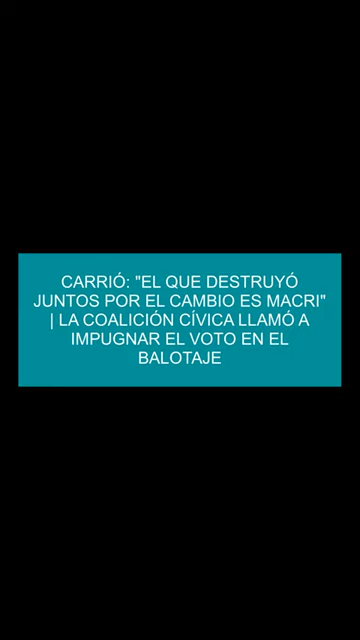 CARRIÓ: "EL QUE DESTRUYÓ
JUNTOS POR EL CAMBIO ES MACRI"
| LA COALICIÓN CÍVICA LLAMÓ A
IMPUGNAR EL VOTO EN EL
BALOTAJE